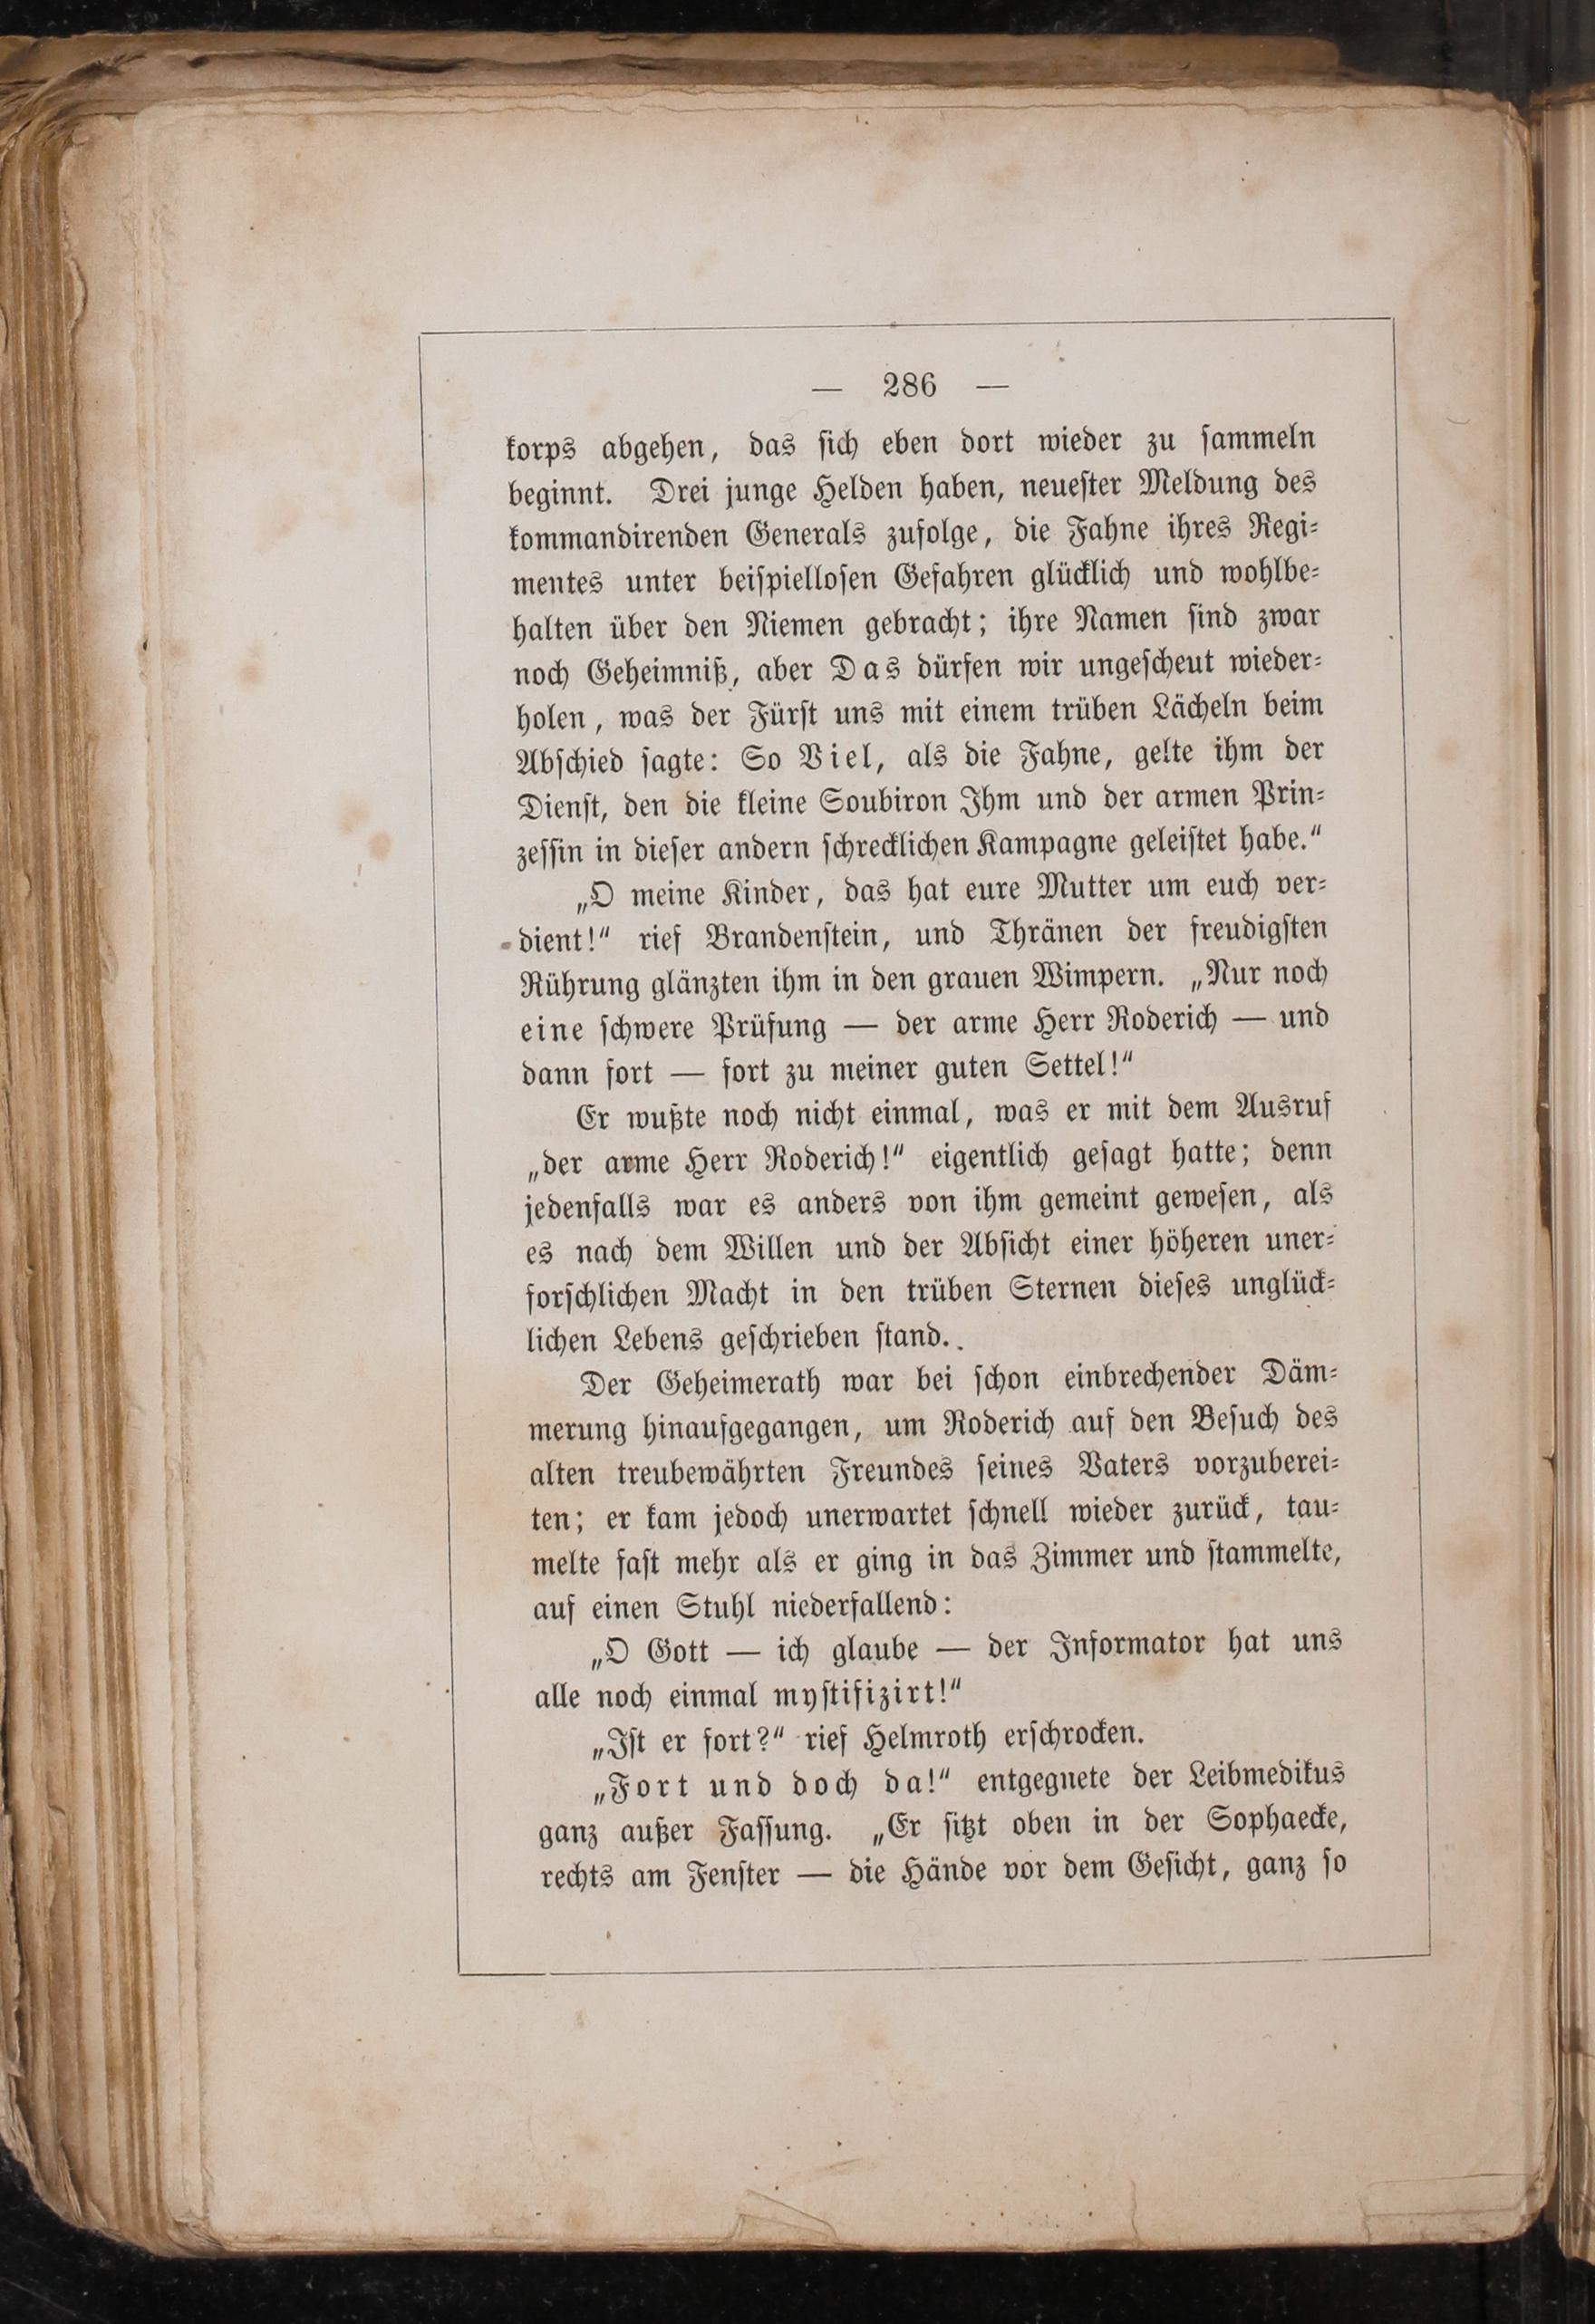 — 286 —
korps abgehen, das ſich eben dort wieder zu ſammeln
beginnt. Drei junge Helden haben, neueſter Meldung des
kommandirenden Generals zufolge, die Fahne ihres Regi-
mentes unter beiſpielloſen Gefahren glücklich und wohlbe-
halten über den Niemen gebracht; ihre Namen ſind zwar
noch Geheimniß, aber Das dürfen wir ungeſcheut wieder-
holen, was der Fürſt uns mit einem trüben Lächeln beim
Abſchied ſagte: So Viel, als die Fahne, gelte ihm der
Dienſt, den die kleine Soubiron Ihm und der armen Prin-
zeſſin in dieſer andern ſchrecklichen Kampagne geleiſtet habe.“
„O meine Kinder, das hat eure Mutter um euch ver-
dient!“ rief Brandenſtein, und Thränen der freudigſten
Rührung glänzten ihm in den grauen Wimpern. „Nur noch
eine ſchwere Prüfung — der arme Herr Roderich — und
dann fort — fort zu meiner guten Settel!“
Er wußte noch nicht einmal, was er mit dem Ausruf
„der arme Herr Roderich!“ eigentlich geſagt hatte; denn
jedenfalls war es anders von ihm gemeint geweſen, als
es nach dem Willen und der Abſicht einer höheren uner-
forſchlichen Macht in den trüben Sternen dieſes unglück-
lichen Lebens geſchrieben ſtand..
Der Geheimerath war bei ſchon einbrechender Däm-
merung hinaufgegangen, um Roderich auf den Beſuch des
alten treubewährten Freundes ſeines Vaters vorzuberei-
ten; er kam jedoch unerwartet ſchnell wieder zurück, tau-
melte faſt mehr als er ging in das Zimmer und ſtammelte,
auf einen Stuhl niederfallend:
„O Gott — ich glaube — der Informator hat uns
alle noch einmal myſtifizirt!“
„Iſt er fort?“ rief Helmroth erſchrocken.
„Fort und doch da!“ entgegnete der Leibmedikus
ganz außer Faſſung. „Er ſitzt oben in der Sophaecke,
rechts am Fenſter — die Hände vor dem Geſicht, ganz ſo